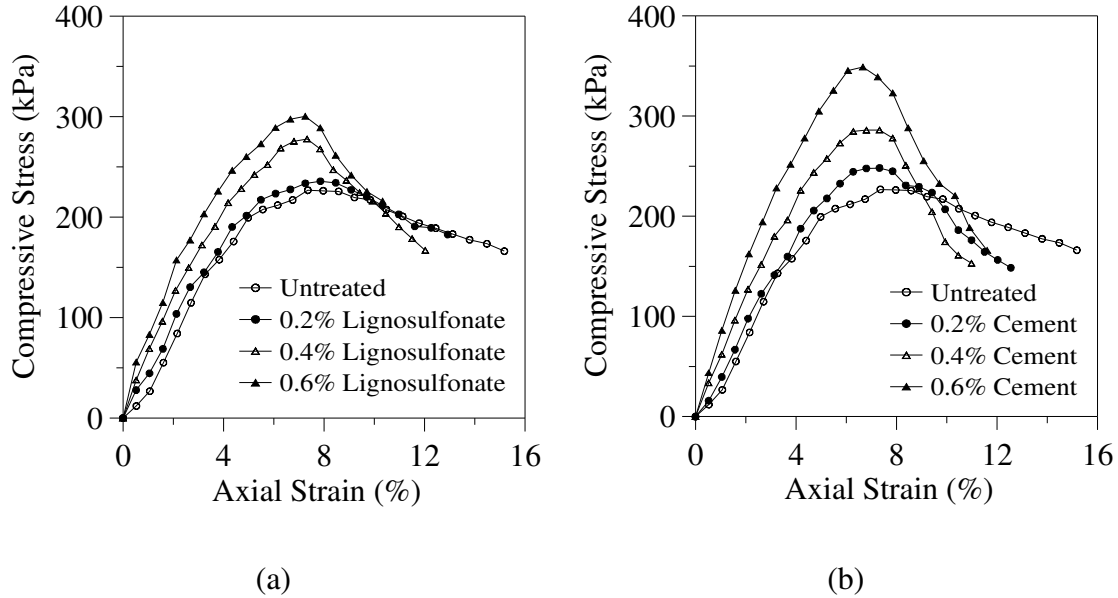 400
300
200
100
0
Compressive Stress (kPa)
Untreated
0.2% Lignosulfonate
0.4% Lignosulfonate
0.6% Lignosulfonate
0 4 8 12 16
Axial Strain (%)
(a)
400
300
200
100
0
Compressive Stress (kPa)
Untreated
0.2% Cement
0.4% Cement
0.6% Cement
0 4 8 12 16
Axial Strain (%)
(b)